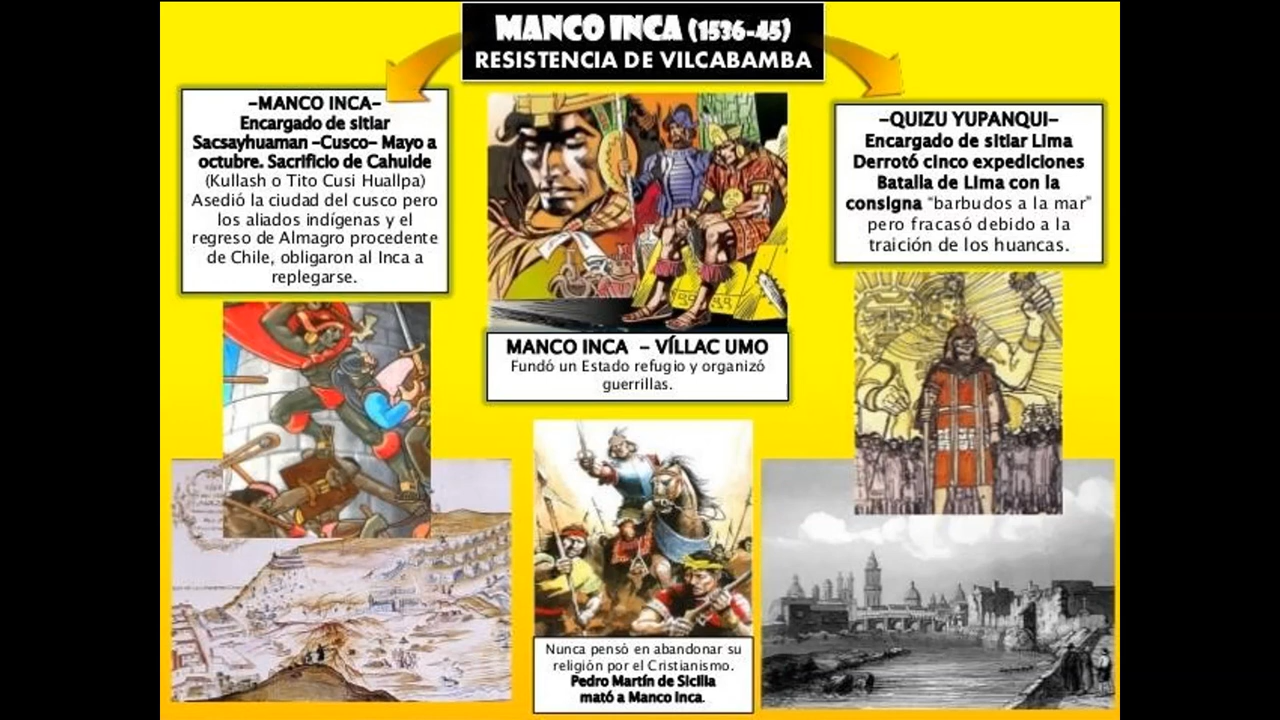 MANCO INCA (1536-45)
RESISTENCIA DE VILCABAMBA
-MANCO INCA-
Encargado de sitiar
Sacsayhuaman -Cusco- Mayo a
octubre. Sacrificio de Cahuide
(Kullash o Tito Cusi Huallpa)
Asedió la ciudad del cusco pero
los aliados indígenas y el
regreso de Almagro procedente
de Chile, obligaron al Inca a
replegarse.
MANCO INCA - VÍLLAC UMO
Fundó un Estado refugio y organizó
guerrillas.
-QUIZU YUPANQUI-
Encargado de sitiar Lima
Derrotó cinco expediciones
Batalla de Lima con la
consigna "barbudos a la mar"
pero fracasó debido a la
traición de los huancas.
Nunca pensó en abandonar su
religión por el Cristianismo.
Pedro Martín de Sicilia
mató a Manco Inca.